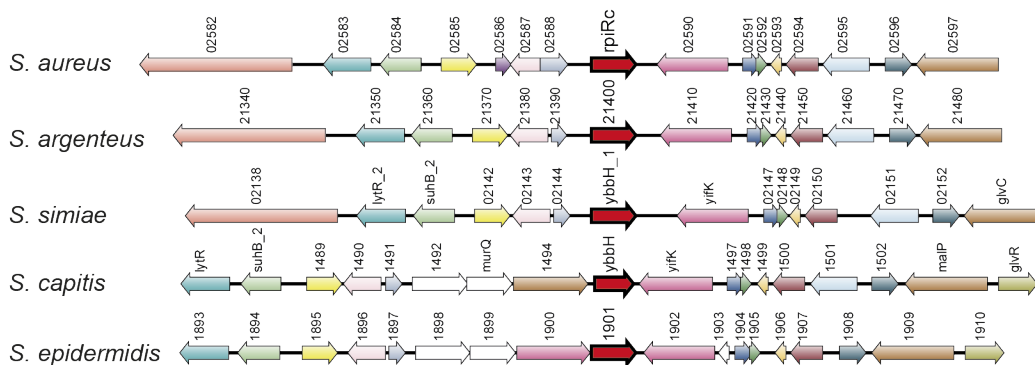 02582 02583 02584 02585 02586 02587 02588 rpiRc 02590 02591 02592 02593 02594 02595 02596 02597
S. aureus
21340 21350 21360 21370 21380 21390 21400 21410 21420 21430 21440 21450 21460 21470 21480
S. argenteus
02138 lytR_2 suhB_2 02142 02143 02144 ybbH_1 yifK 02147 02148 02149 02150 02151 02152 glvC
S. simiae
lytR suhB_2 1489 1490 1491 1492 murQ 1494 ybbH yifK 1497 1498 1499 1500 1501 1502 malP glvR
S. capitis
1893 1894 1895 1896 1897 1898 1899 1900 1901 1902 1903 1904 1905 1906 1907 1908 1909 1910
S. epidermidis